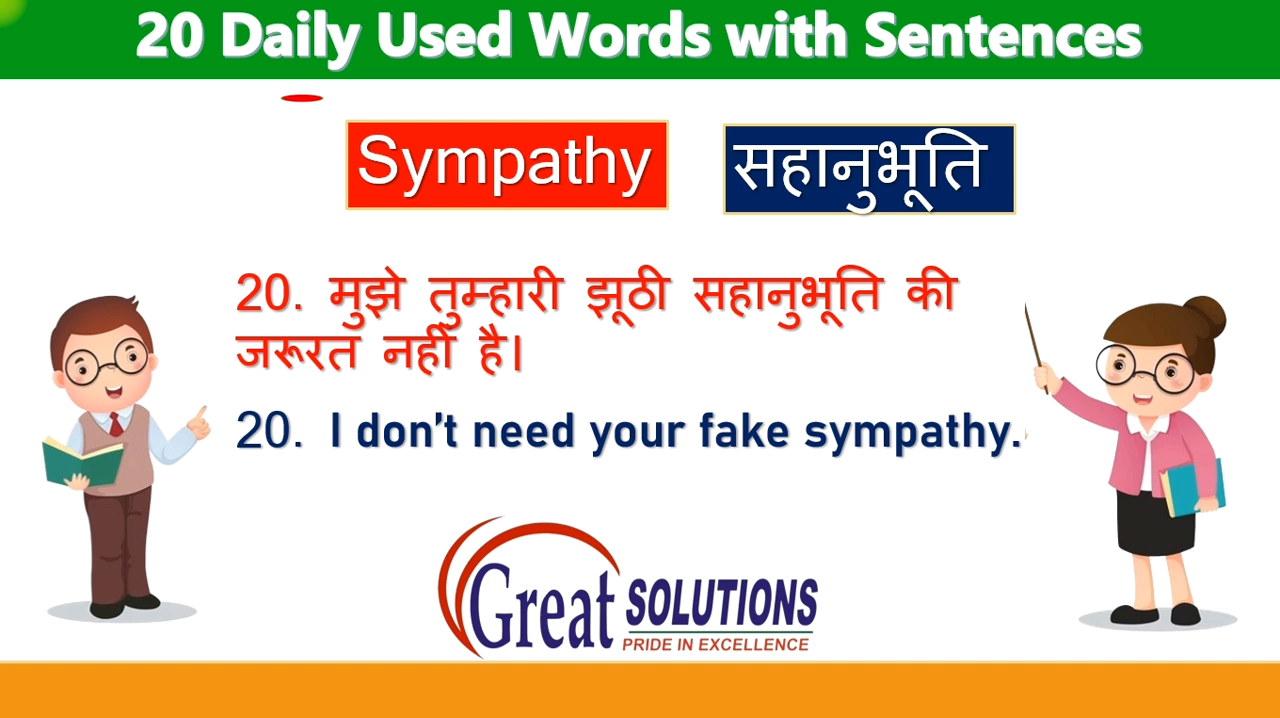 20 Daily Used Words with Sentences
Sympathy
सहानुभूति
20. मुझे तुम्हारी झूठी सहानुभूति की
जरूरत नहीं है।
20. I don't need your fake sympathy.
Great SOLUTIONS
PRIDE IN EXCELLENCE